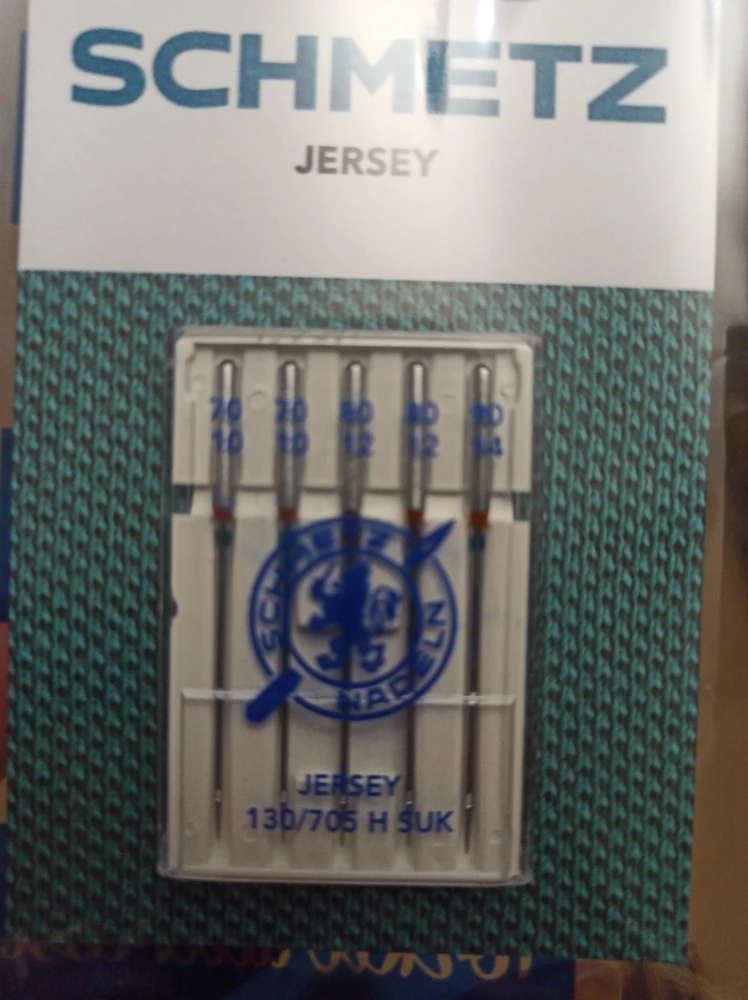 SCHMETZ
JERSEY
70 70 80 80 90
10 10 12 12 14
SCHMETZ
NADELN
JERSEY
130/705 H SUK